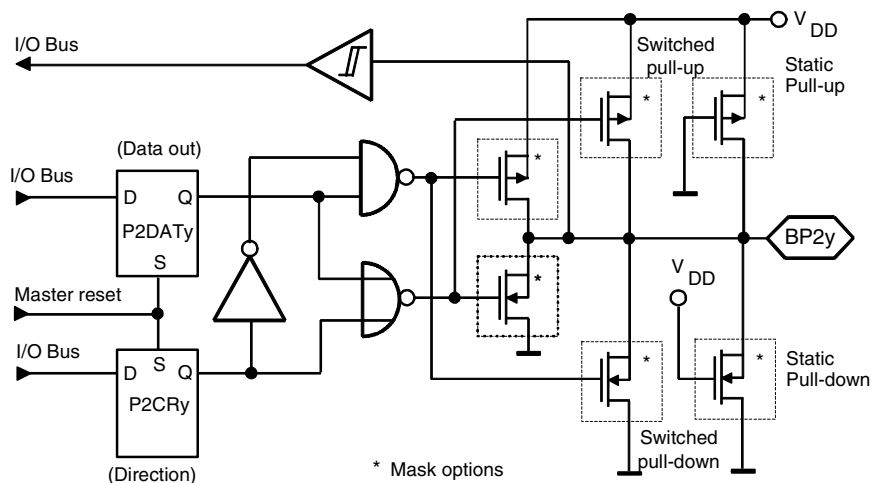 I/O Bus
V DD
Switched
pull-up
*
Static
Pull-up
*
(Data out)
I/O Bus
D
Q
P2DATy
S
*
BP2y
Master reset
*
V DD
I/O Bus
S
D
Q
P2CRy
*
*
Static
Pull-down
Switched
pull-down
(Direction)
* Mask options